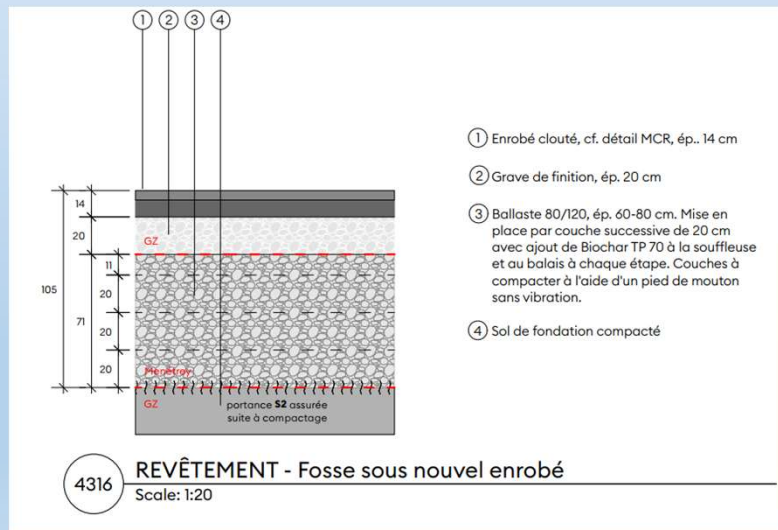 1 2 3 4
14
20
GZ
11
105
20
71
20
20
Menétrey
GZ
portance S2 assurée
suite à compactage
1 Enrobé clouté, cf. détail MCR, ép.. 14 cm
2 Grave de finition, ép. 20 cm
3 Ballaste 80/120, ép. 60-80 cm. Mise en
place par couche successive de 20 cm
avec ajout de Biochar TP 70 à la souffleuse
et au balais à chaque étape. Couches à
compacter à l'aide d'un pied de mouton
sans vibration.
4 Sol de fondation compacté
4316
REVÊTEMENT - Fosse sous nouvel enrobé
Scale: 1:20